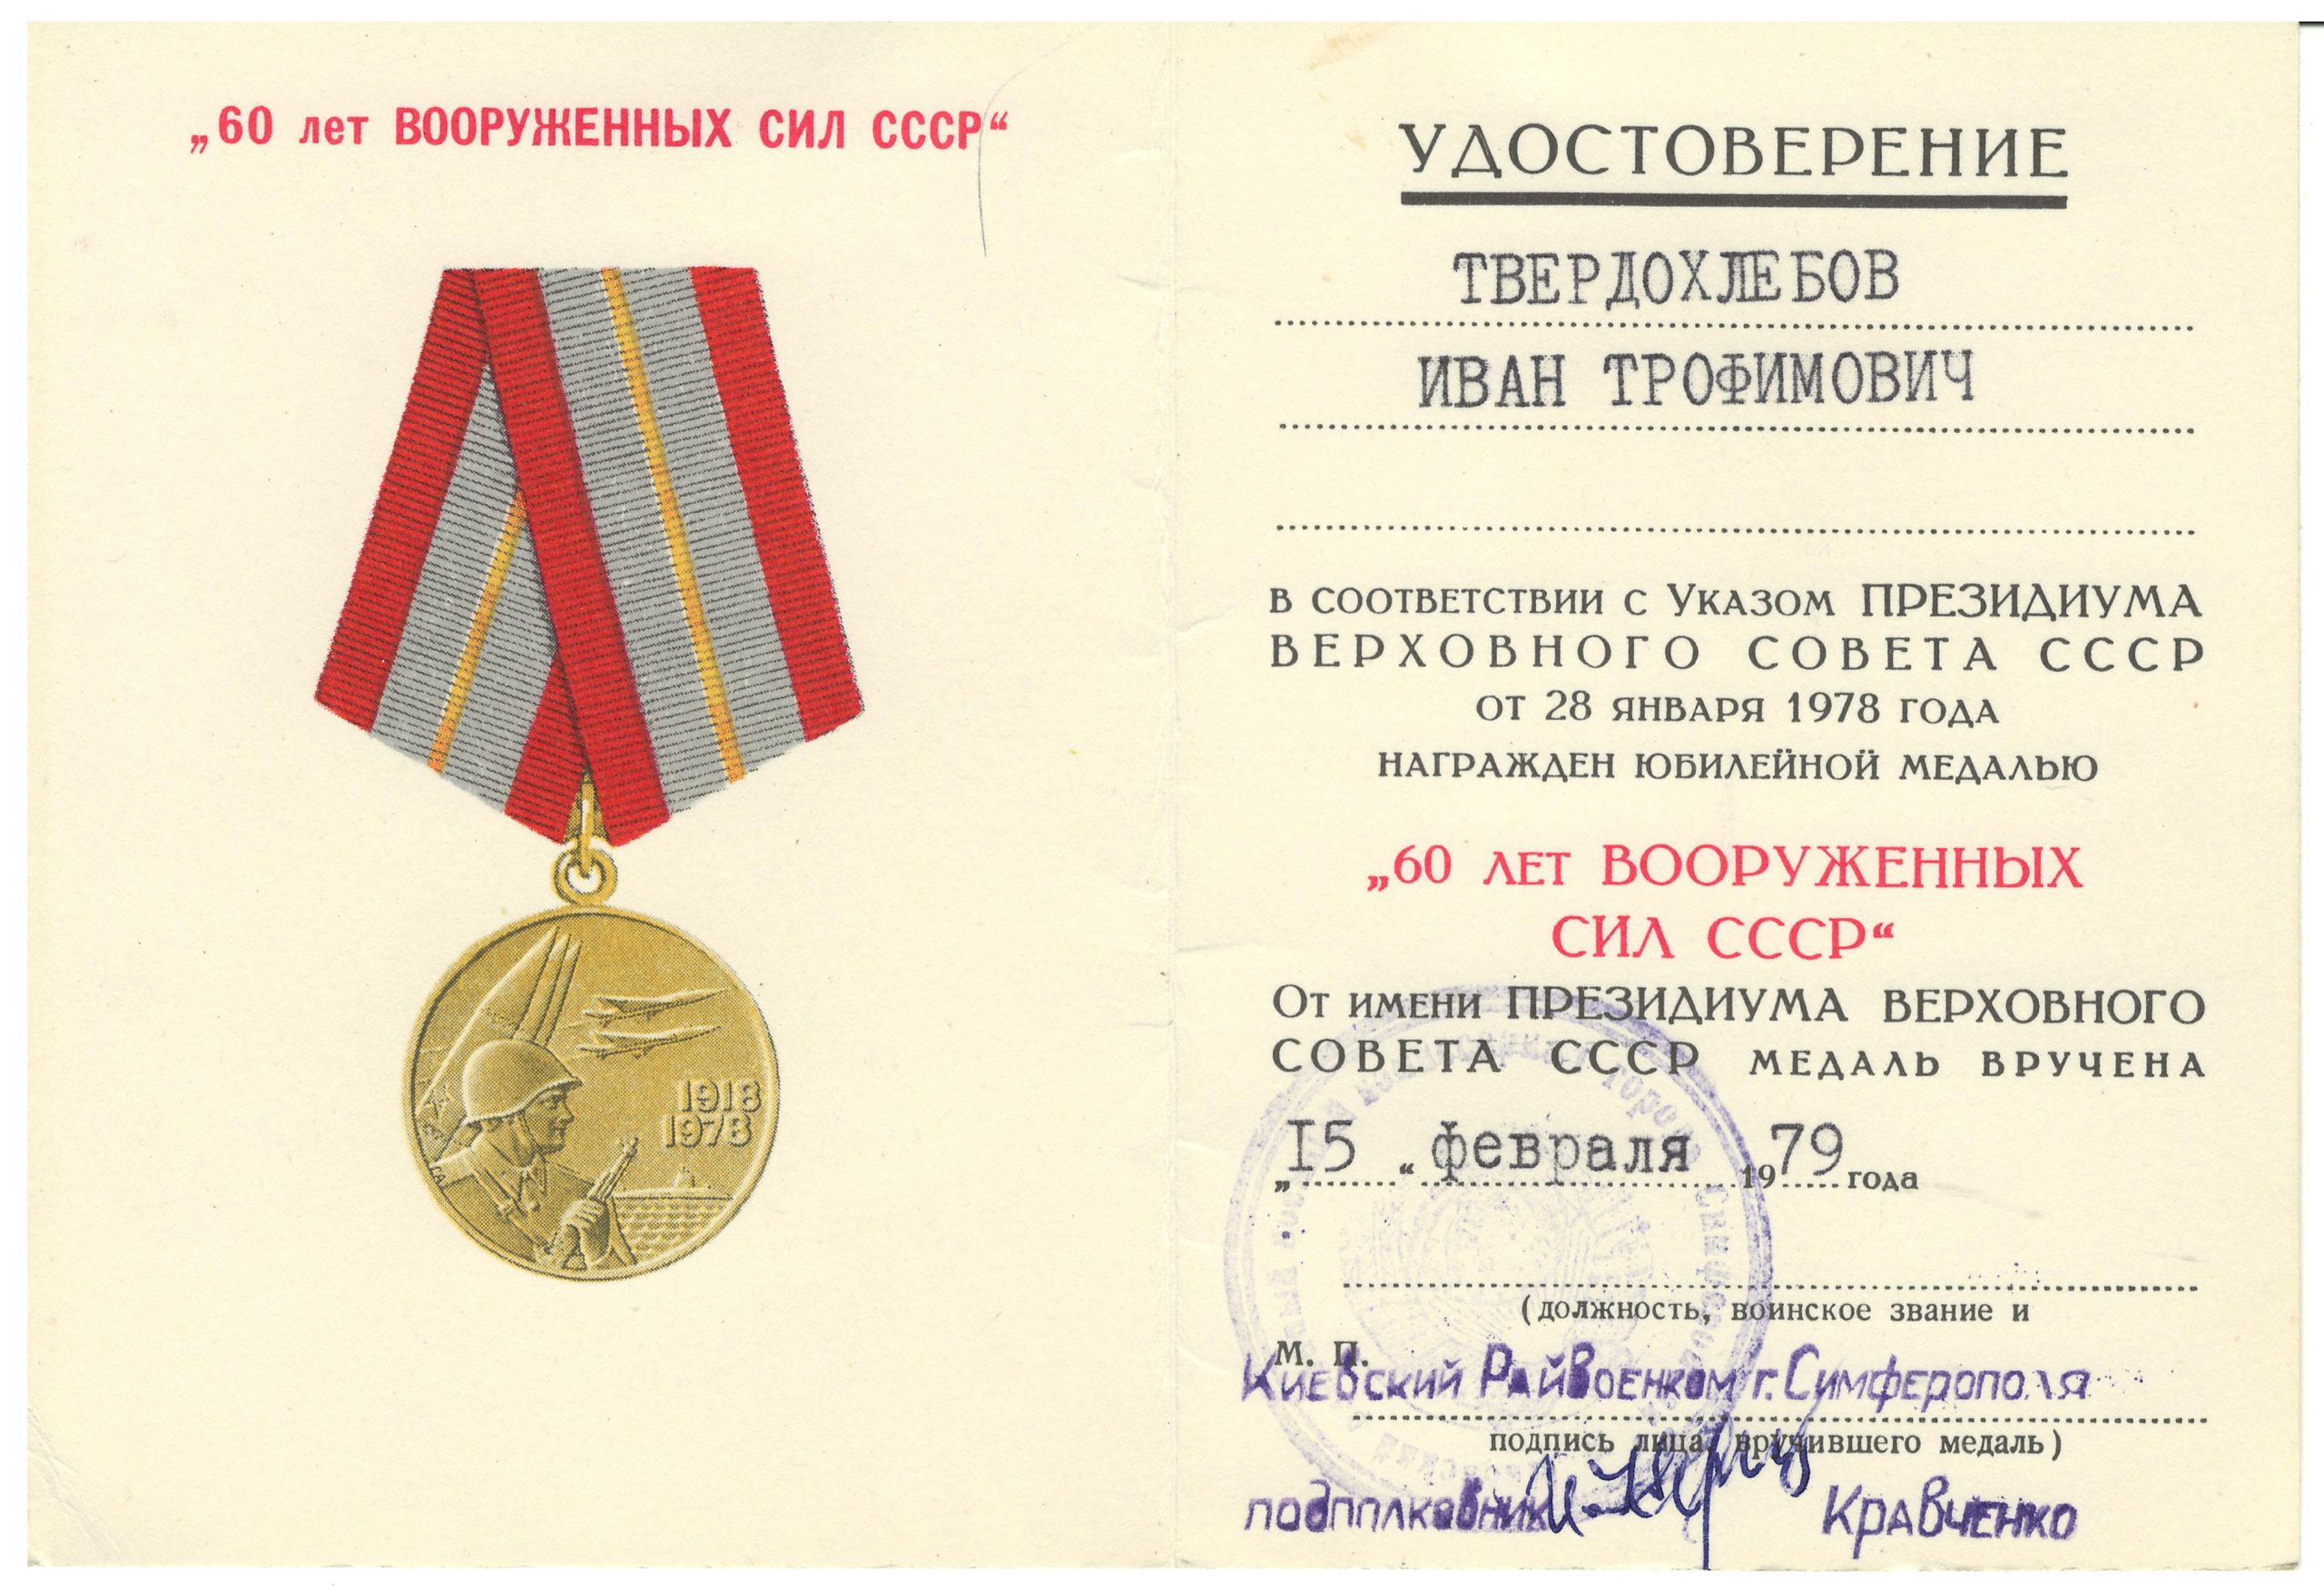 „60 лет ВООРУЖЕННЫХ СИЛ СССР“
1918
1978
УДОСТОВЕРЕНИЕ
ТВЕРДОХЛЕБОВ
ИВАН ТРОФИМОВИЧ
В СООТВЕТСТВИИ С УКАЗОМ ПРЕЗИДИУМА
ВЕРХОВНОГО СОВЕТА СССР
ОТ 28 ЯНВАРЯ 1978 ГОДА
НАГРАЖДЕН ЮБИЛЕЙНОЙ МЕДАЛЬЮ
„60 ЛЕТ ВООРУЖЕННЫХ
СИЛ СССР“
ОТ ИМЕНИ ПРЕЗИДИУМА ВЕРХОВНОГО
СОВЕТА СССР МЕДАЛЬ ВРУЧЕНА
„I5“ февраля 1979 года
(должность, воинское звание и
М. П.
Киевский Райвоенком г. Симферополя
подпись лица, вручившего медаль)
подполковник Кравченко